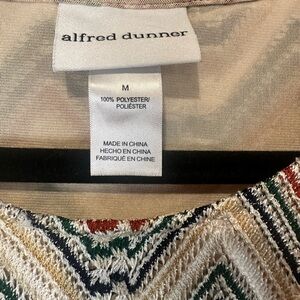 alfred dunner
M
100% POLYESTER/
POLIÉSTER
MADE IN CHINA
HECHO EN CHINA
FABRIQUÉ EN CHINE